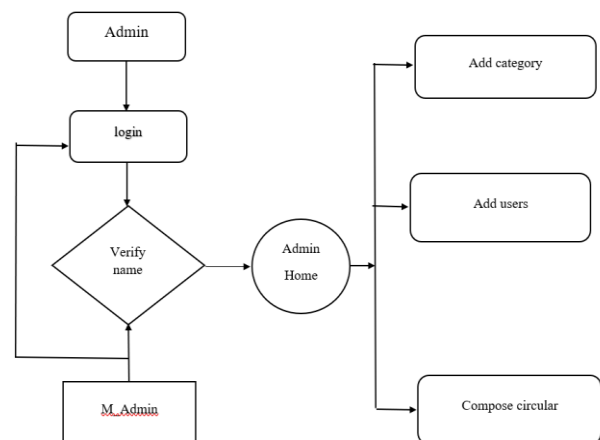 Admin
login
Verify
name
M_Admin
Admin
Home
Add category
Add users
Compose circular